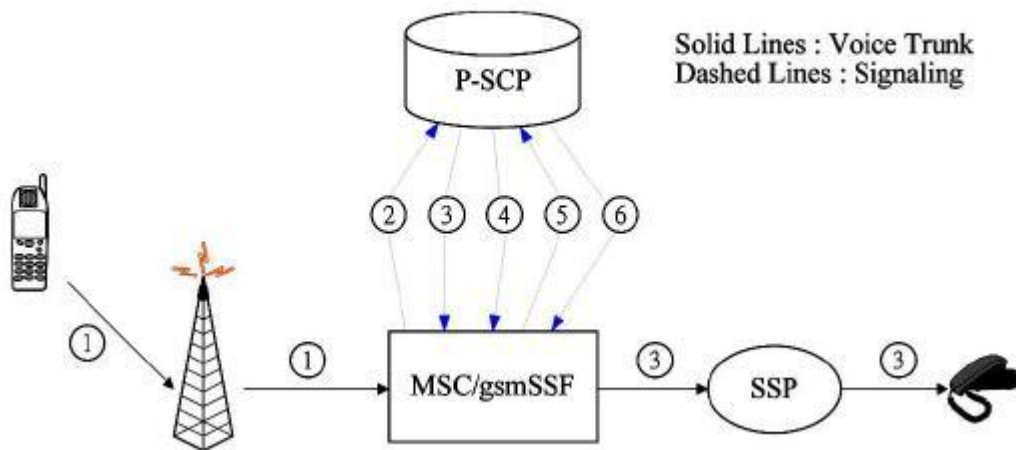 P-SCP
Solid Lines : Voice Trunk
Dashed Lines : Signaling
2
3
4
5
6
1
1
MSC/gsmSSF
3
SSP
3